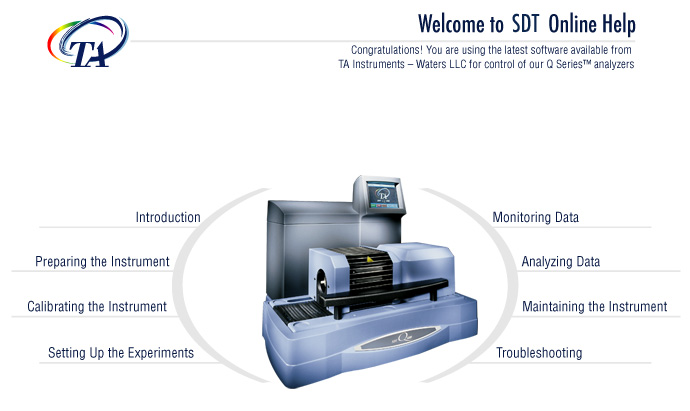 TA
Welcome to SDT Online Help
Congratulations! You are using the latest software available from
TA Instruments – Waters LLC for control of our Q Series™ analyzers
Introduction
Preparing the Instrument
Calibrating the Instrument
Setting Up the Experiments
Monitoring Data
Analyzing Data
Maintaining the Instrument
Troubleshooting